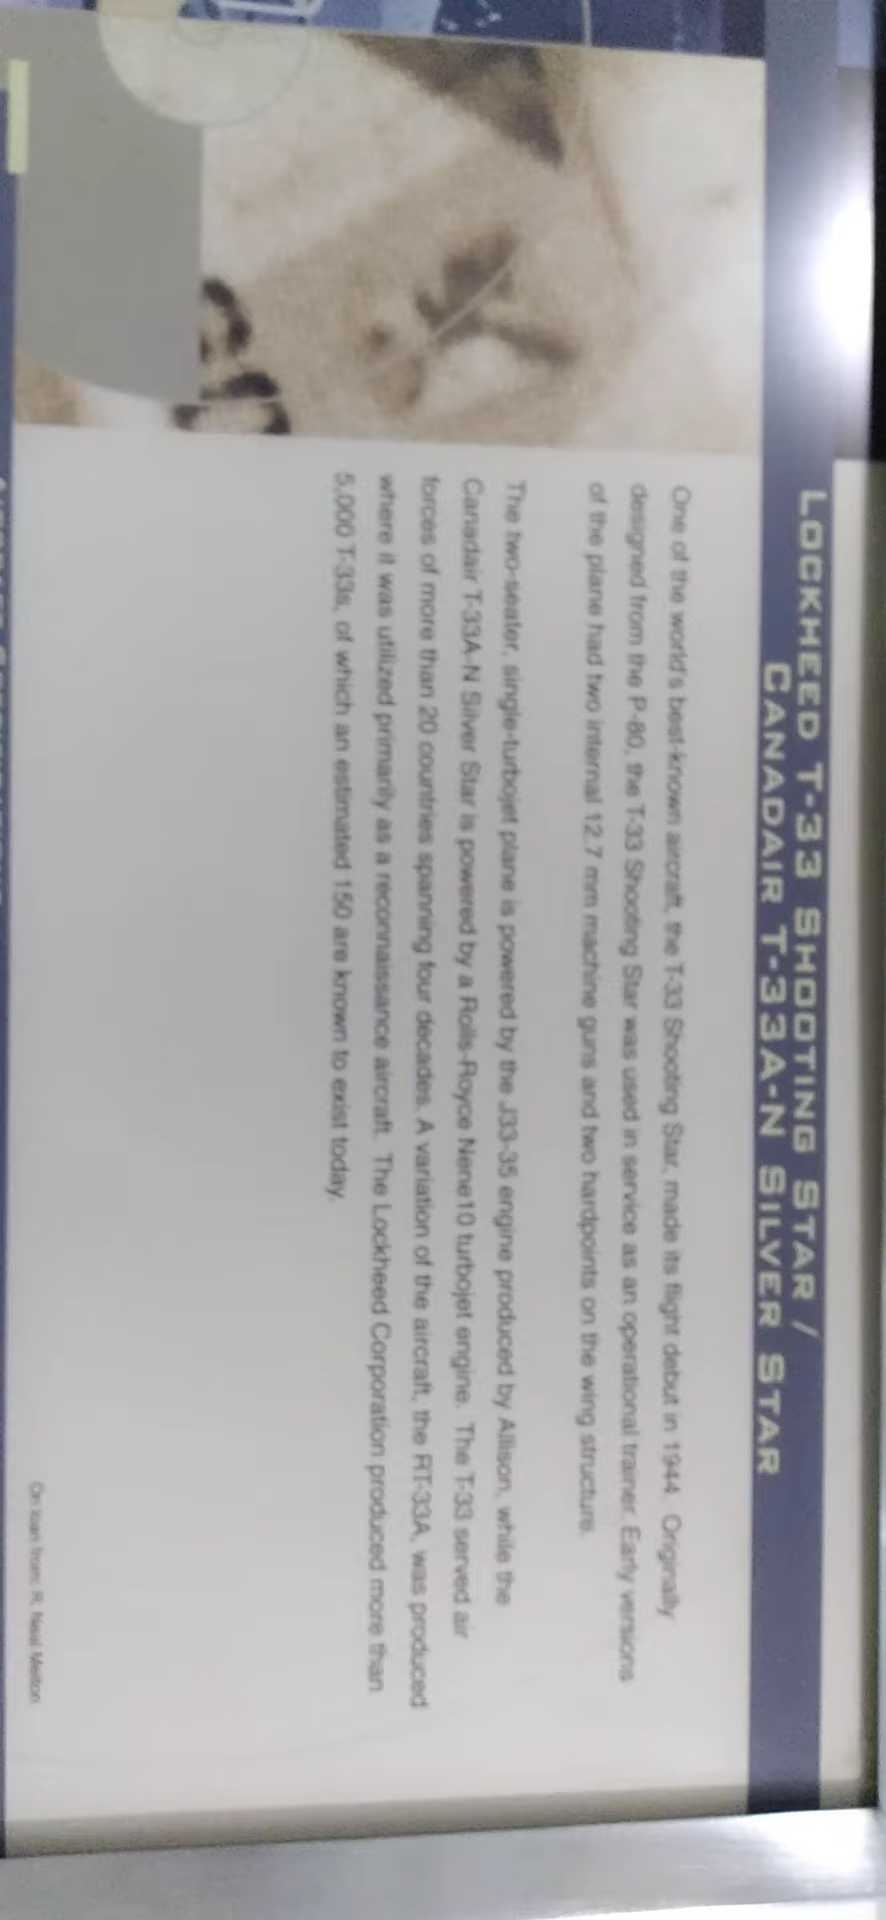 LOCKHEED T-33 SHOOTING STAR /
CANADAIR T-33A-N SILVER STAR
One of the world's best-known aircraft, the T-33 Shooting Star, made its flight debut in 1944. Originally
designed from the P-80, the T-33 Shooting Star was used in service as an operational trainer. Early versions
of the plane had two internal 12.7 mm machine guns and two hardpoints on the wing structure.
The two-seater, single-turbojet plane is powered by the J33-35 engine produced by Allison, while the
Canadair T-33A-N Silver Star is powered by a Rolls-Royce Nene10 turbojet engine. The T-33 served air
forces of more than 20 countries spanning four decades. A variation of the aircraft, the RT-33A, was produced
where it was utilized primarily as a reconnaissance aircraft. The Lockheed Corporation produced more than
5,000 T-33s, of which an estimated 150 are known to exist today.
On loan from: R. Neal Melton